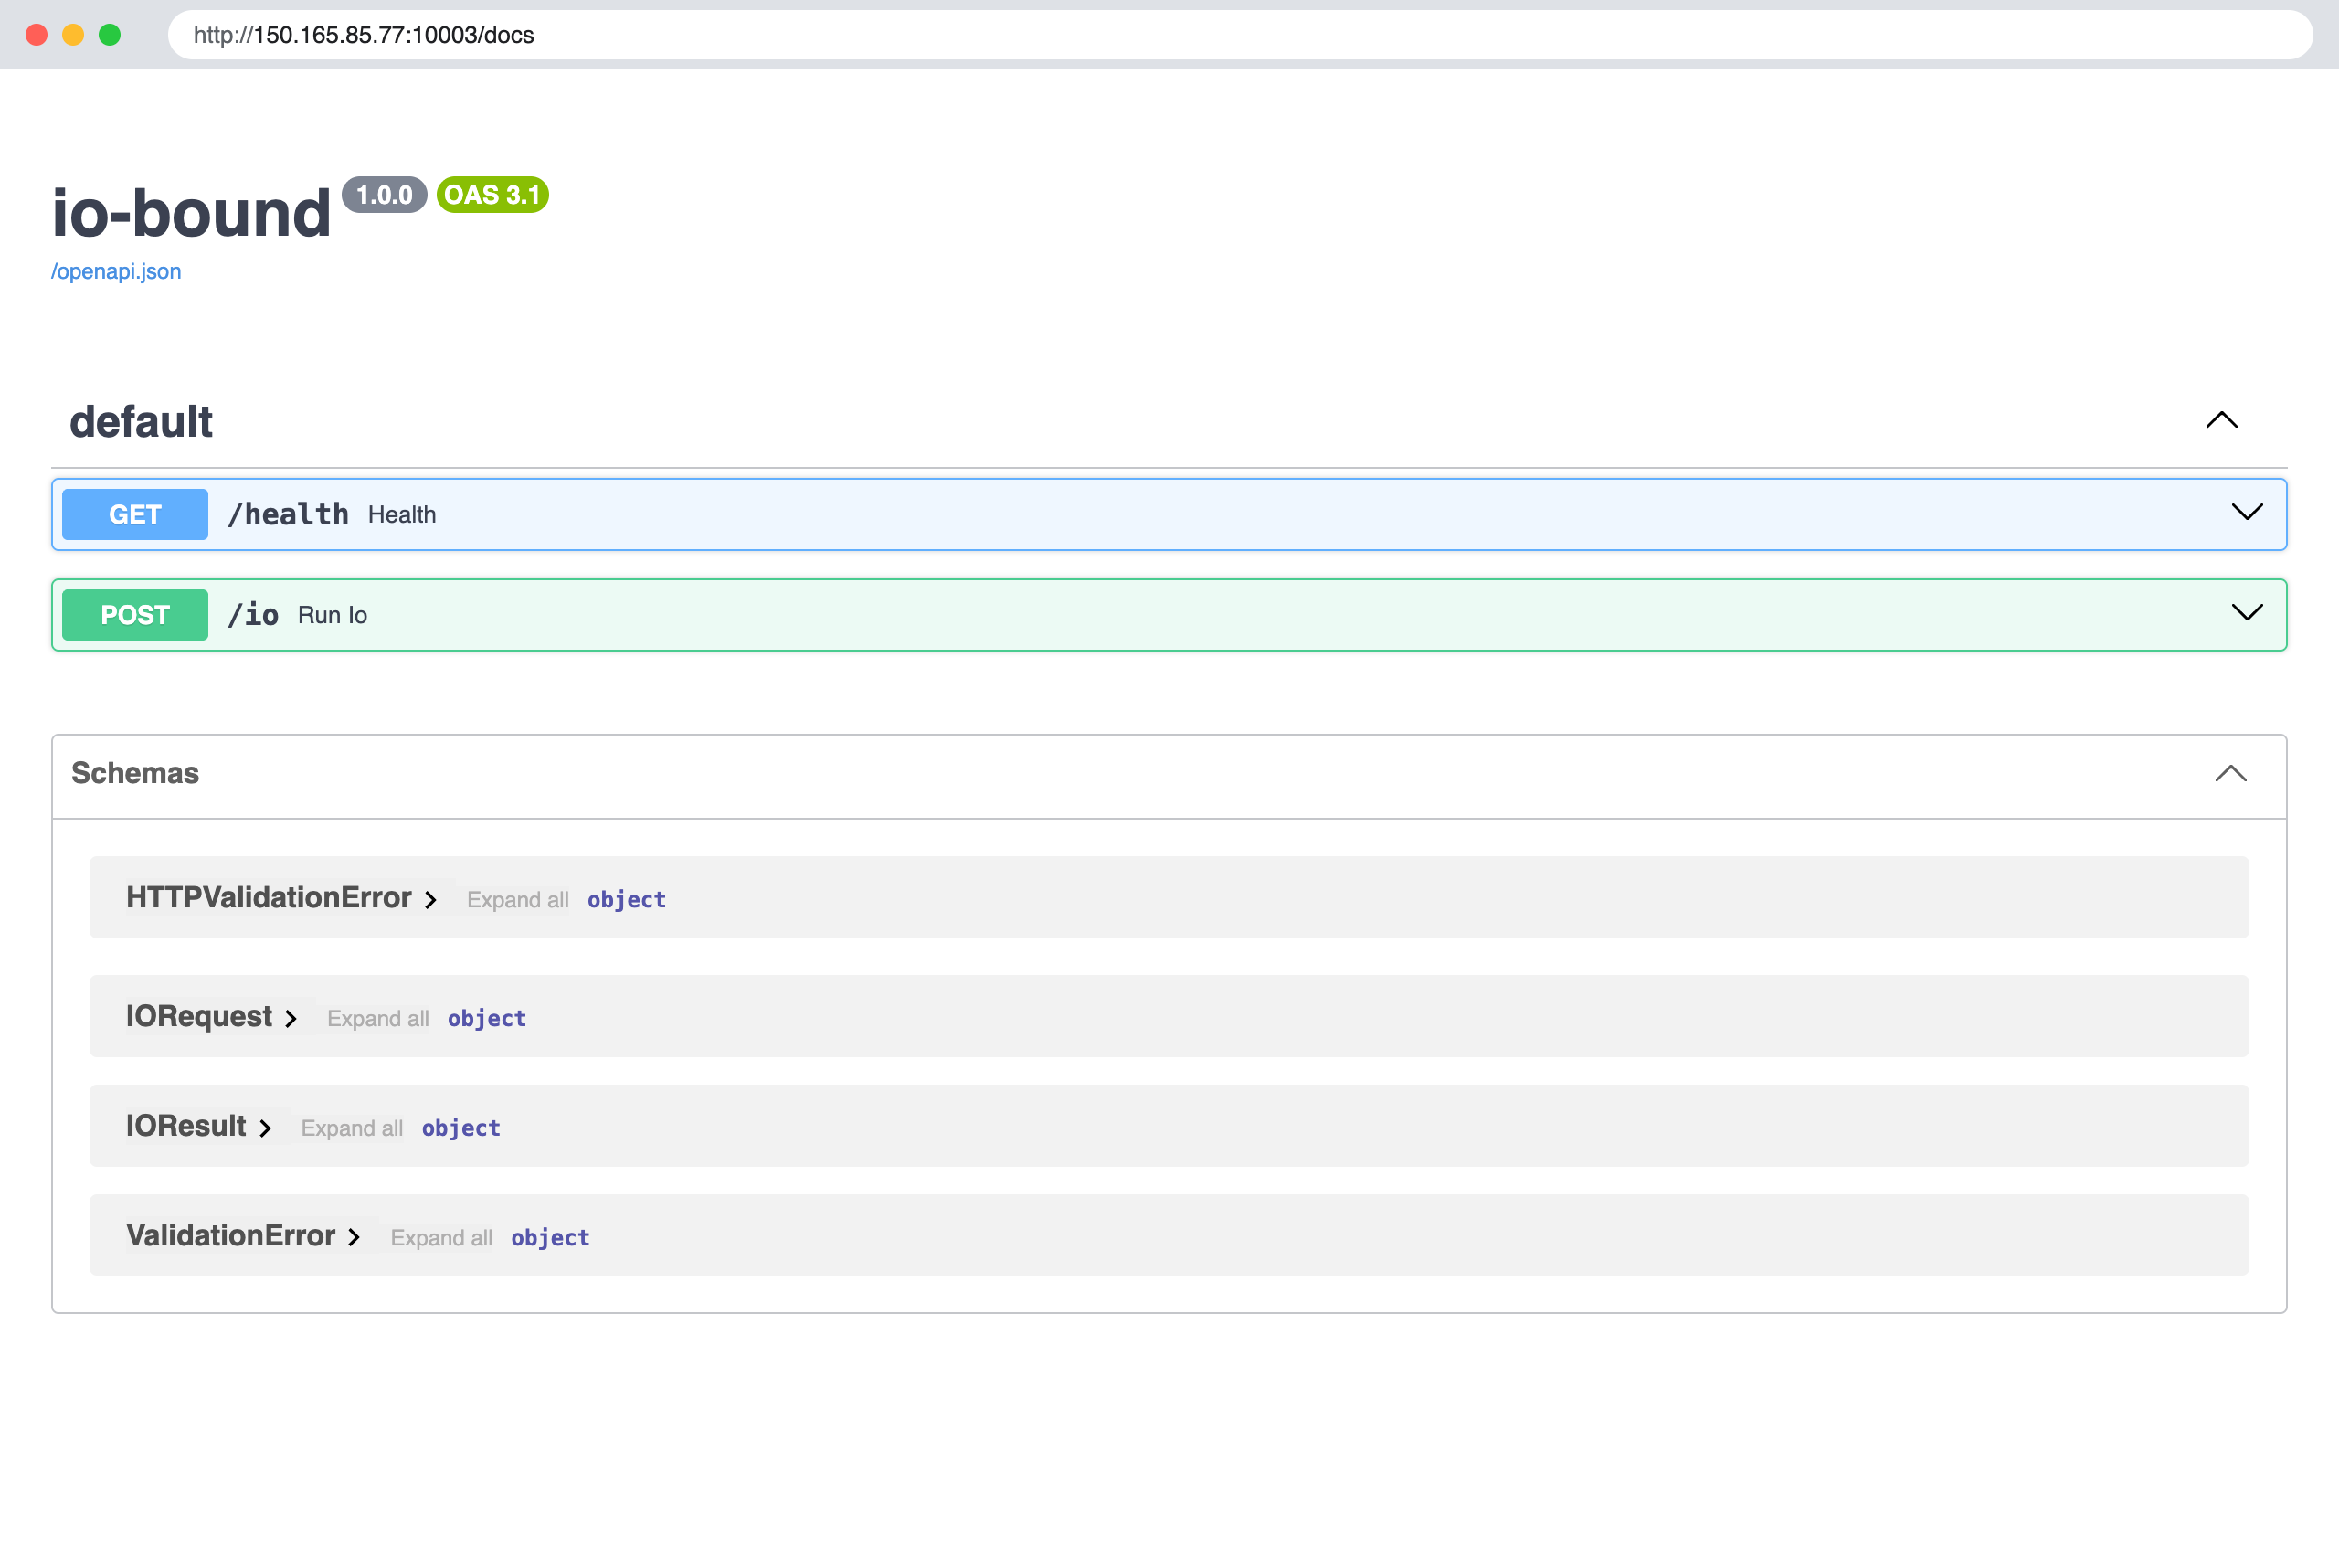 http://150.165.85.77:10003/docs
io-bound 1.0.0 OAS 3.1
/openapi.json
default
GET /health Health
POST /io Run Io
Schemas
HTTPValidationError Expand all object
IORequest Expand all object
IOResult Expand all object
ValidationError Expand all object